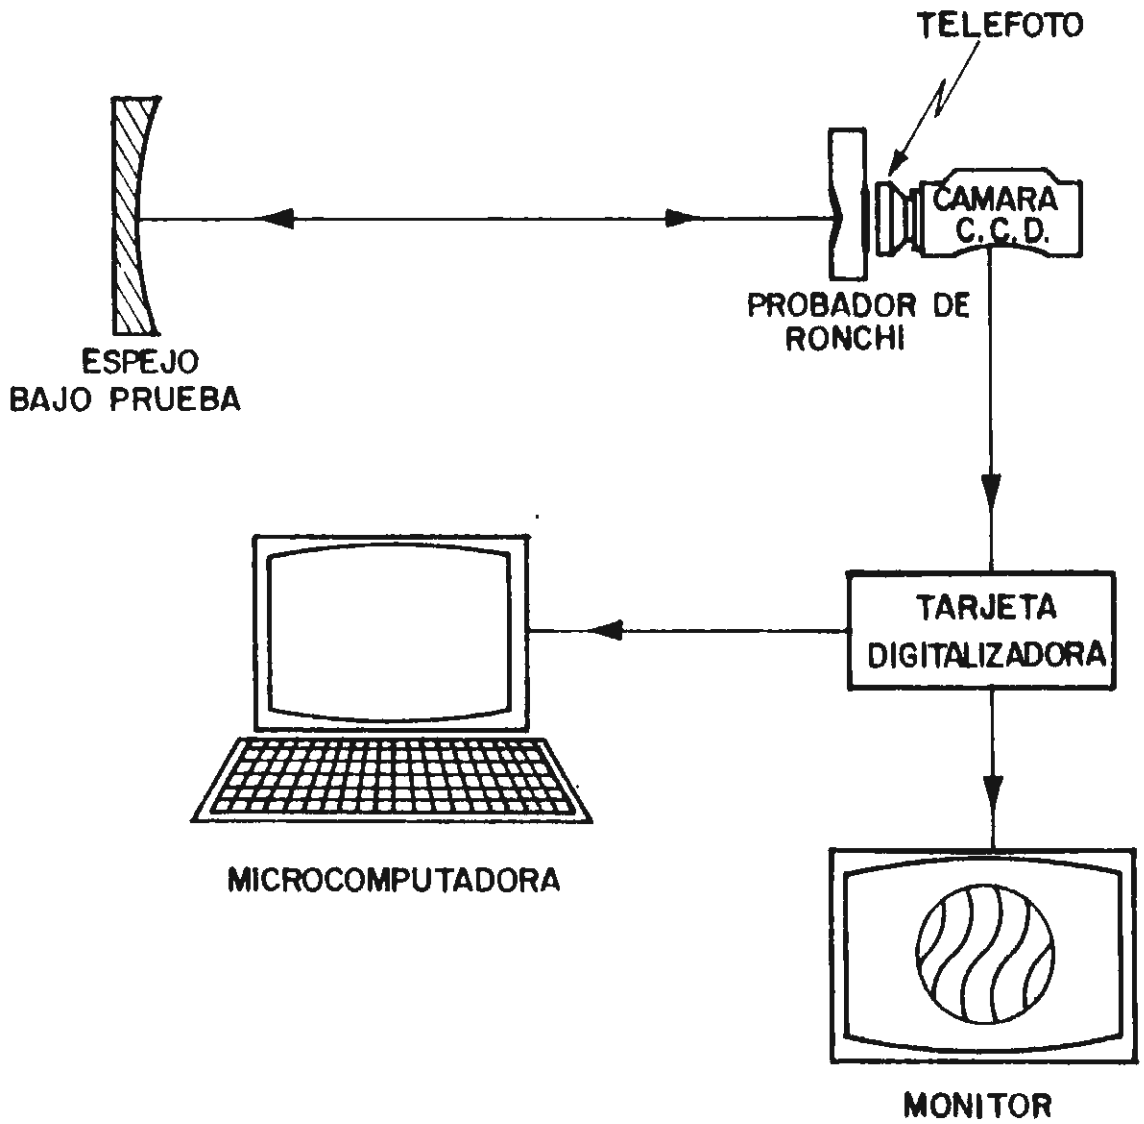 TELEFOTO
CAMARA
C.C.D.
PROBADOR DE
RONCHI
ESPEJO
BAJO PRUEBA
TARJETA
DIGITALIZADORA
MICROCOMPUTADORA
MONITOR